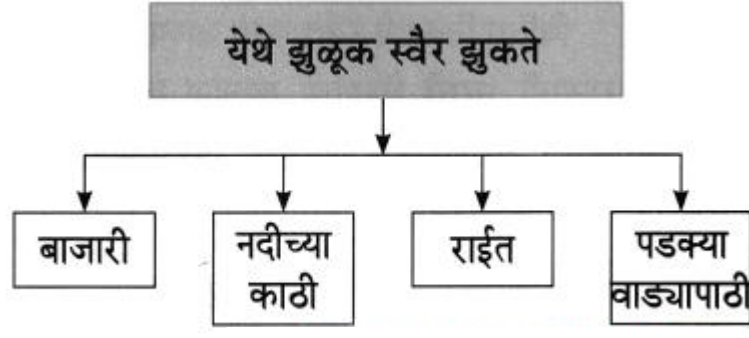 येथे झुळूक स्वैर झुकते
बाजारी
नदीच्या
काठी
राईत
पडक्या
वाड्यापाठी